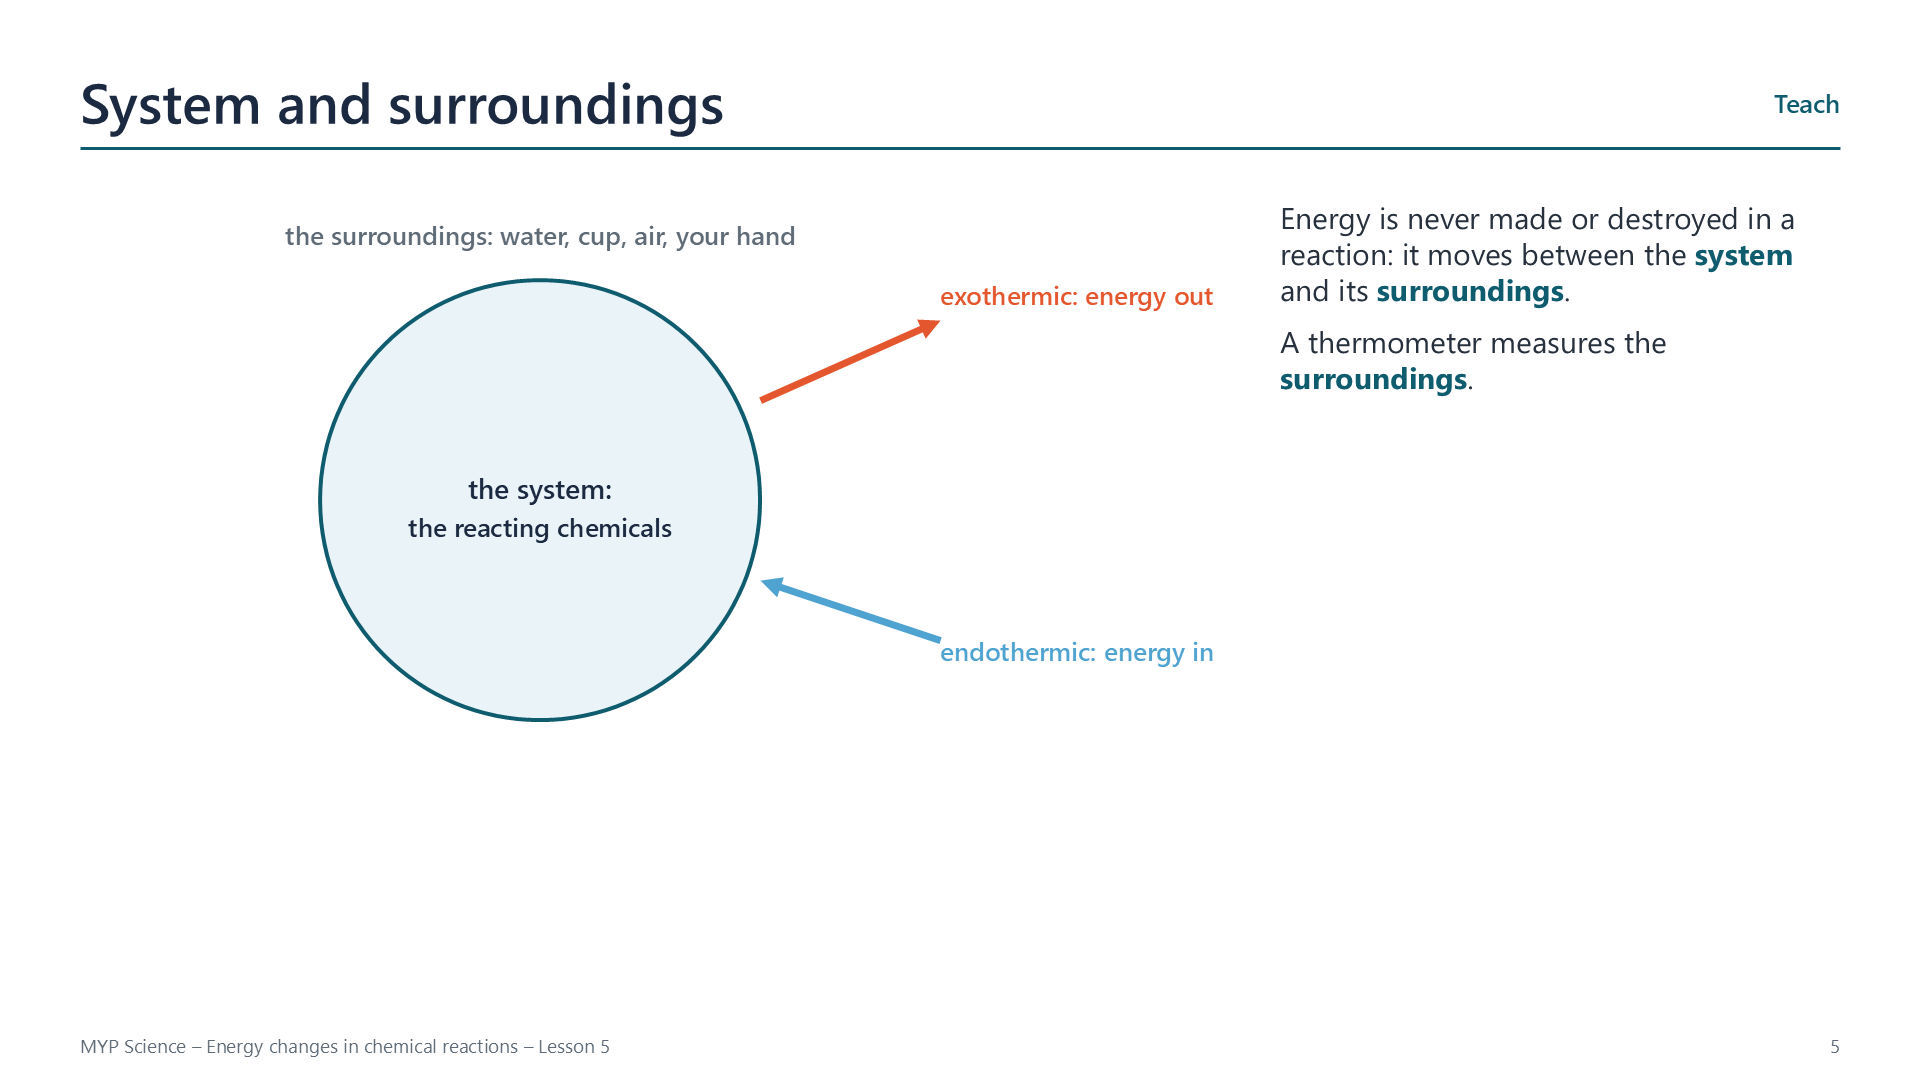 System and surroundings
Teach
the surroundings: water, cup, air, your hand
exothermic: energy out
the system:
the reacting chemicals
endothermic: energy in
Energy is never made or destroyed in a
reaction: it moves between the system
and its surroundings.
A thermometer measures the
surroundings.
MYP Science – Energy changes in chemical reactions – Lesson 5
5